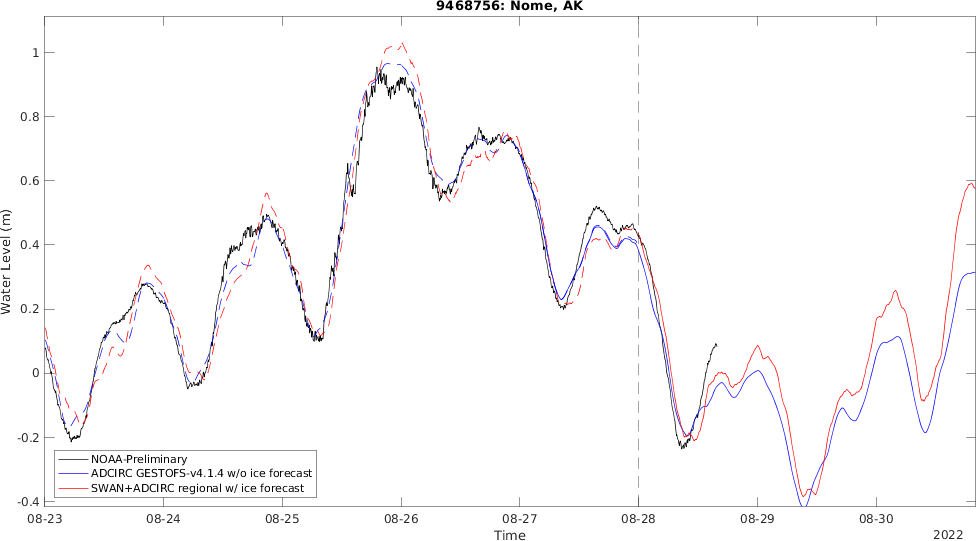 9468756: Nome, AK
Water Level (m)
1
0.8
0.6
0.4
0.2
0
-0.2
-0.4
NOAA-Preliminary
ADCIRC GESTOFS-v4.1.4 w/o ice forecast
SWAN+ADCIRC regional w/ ice forecast
08-23 08-24 08-25 08-26 08-27 08-28 08-29 08-30
Time
2022